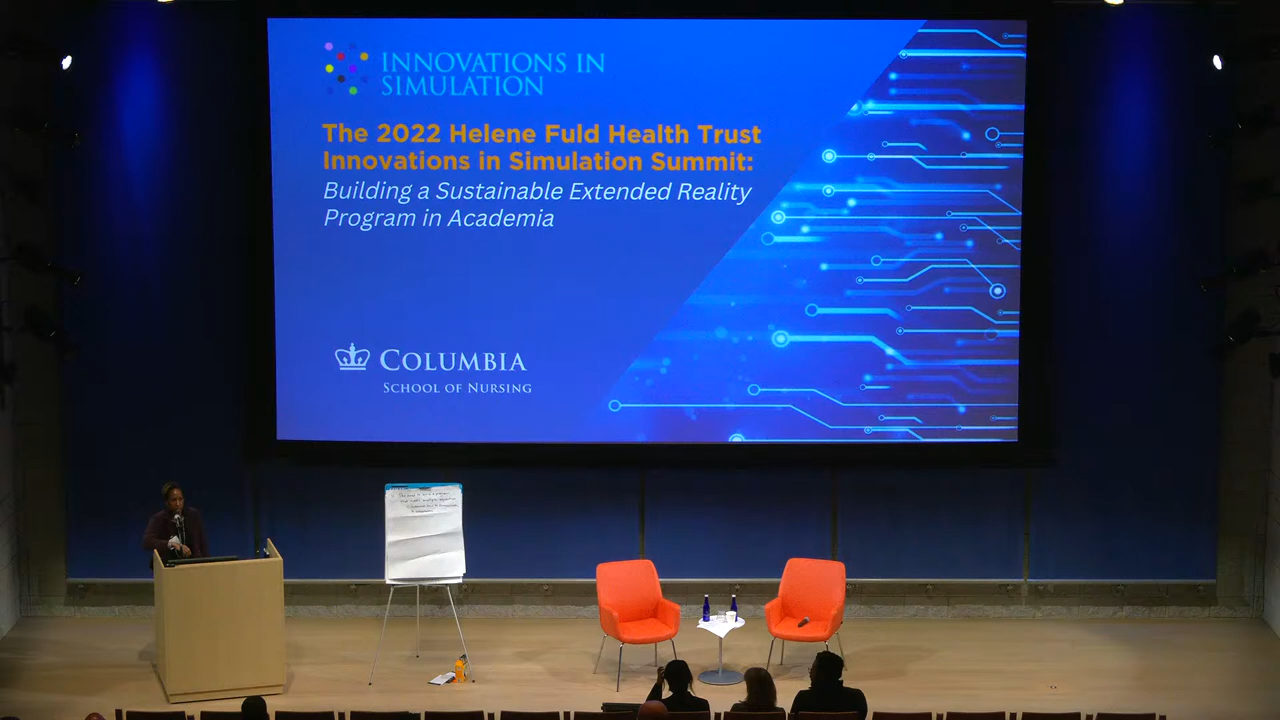 INNOVATIONS IN
SIMULATION
The 2022 Helene Fuld Health Trust
Innovations in Simulation Summit:
Building a Sustainable Extended Reality
Program in Academia
COLUMBIA
SCHOOL OF NURSING